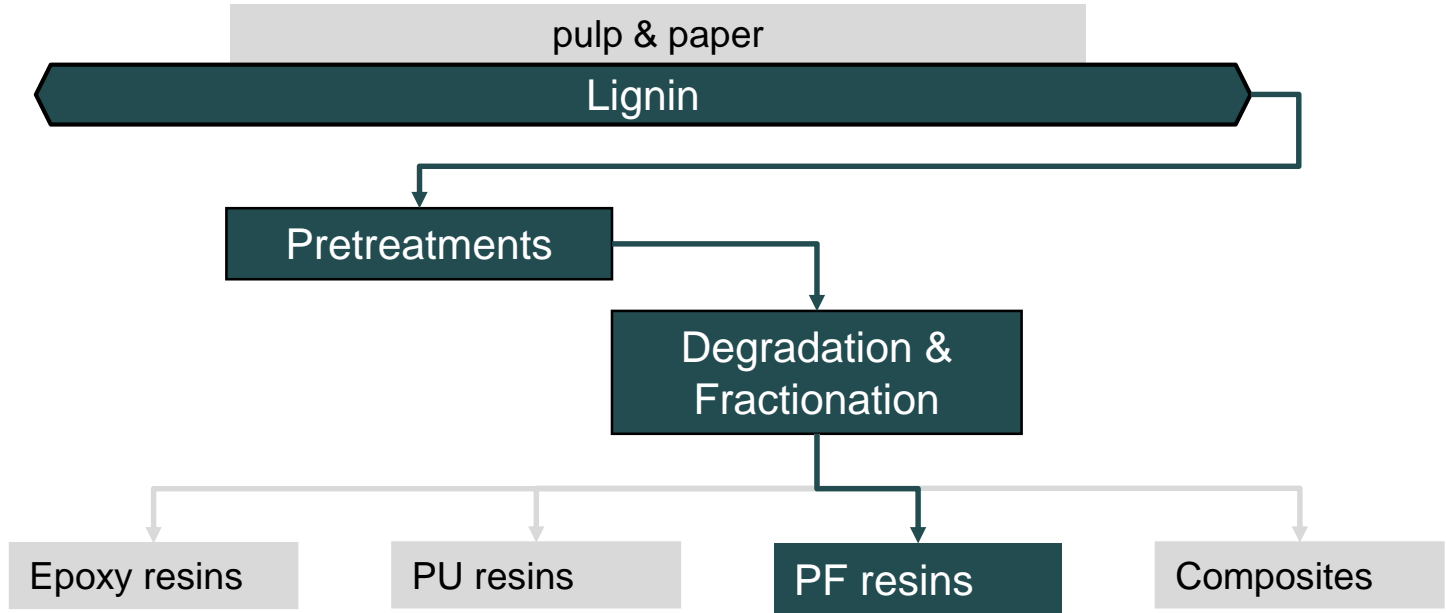 pulp & paper
Lignin
Pretreatments
Degradation &
Fractionation
Epoxy resins
PU resins
PF resins
Composites